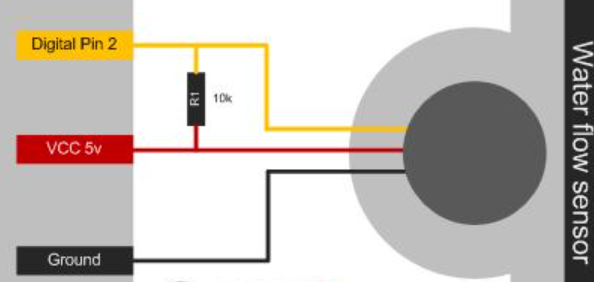 Digital Pin 2
R1
10k
VCC 5v
Ground
Water flow sensor